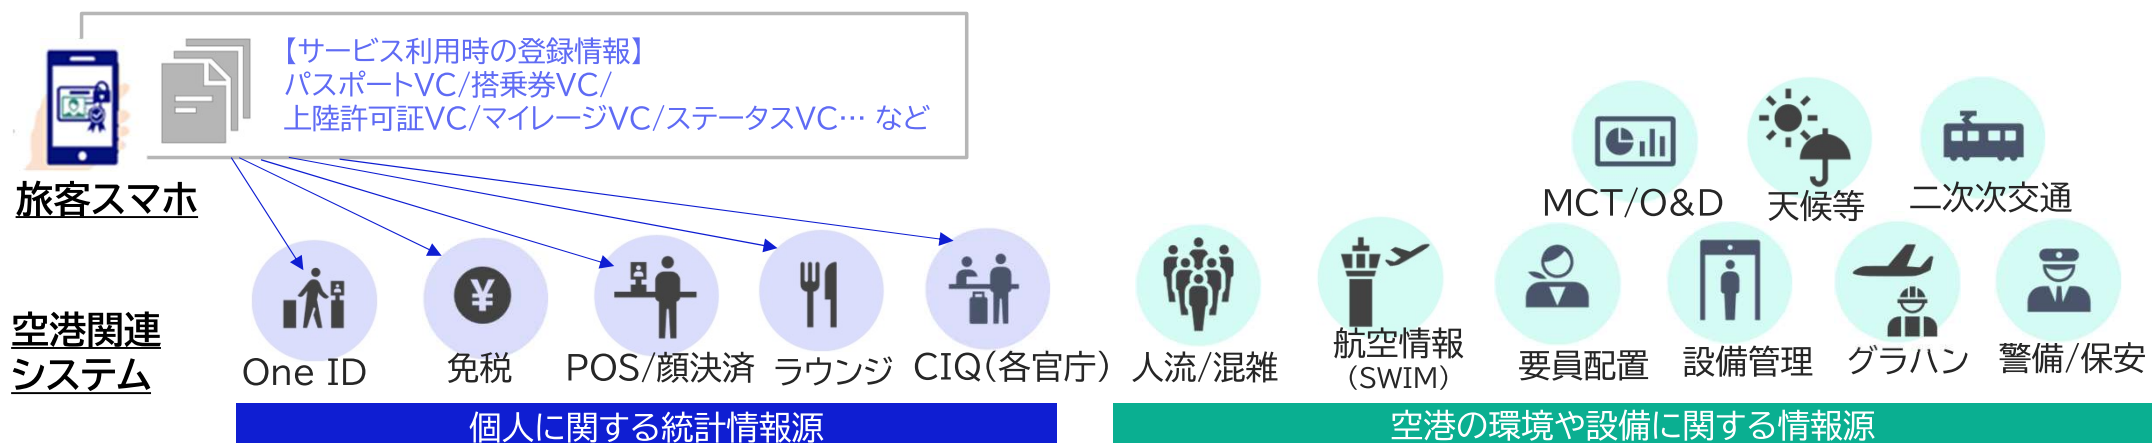 【サービス利用時の登録情報】
パスポートVC/搭乗券VC/
上陸許可証VC/マイレージVC/ステータスVC… など
旅客スマホ
MCT/O&D
天候等
二次次交通
空港関連
システム
One ID
免税
POS/顔決済
ラウンジ
CIQ(各官庁)
人流/混雑
航空情報
(SWIM)
要員配置
設備管理
グラハン
警備/保安
個人に関する統計情報源
空港の環境や設備に関する情報源